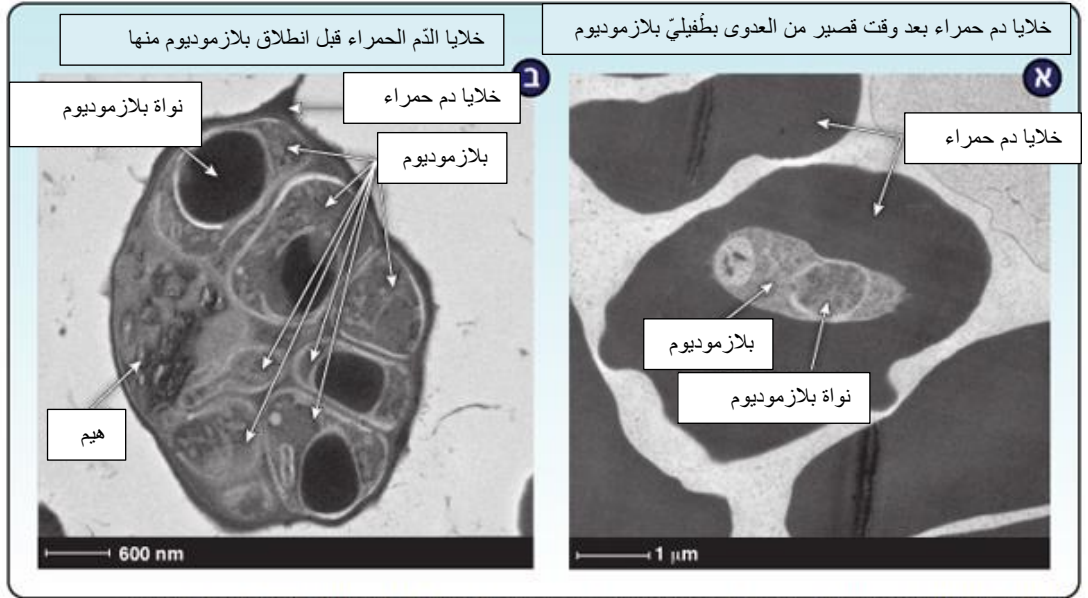 خلايا دم حمراء بعد وقت قصير من العدوى بطُفيليّ بلازموديوم
א
خلايا دم حمراء
بلازموديوم
نواة بلازموديوم
1 μm
خلايا الدّم الحمراء قبل انطلاق بلازموديوم منها
ב
خلايا دم حمراء
نواة بلازموديوم
بلازموديوم
هيم
600 nm